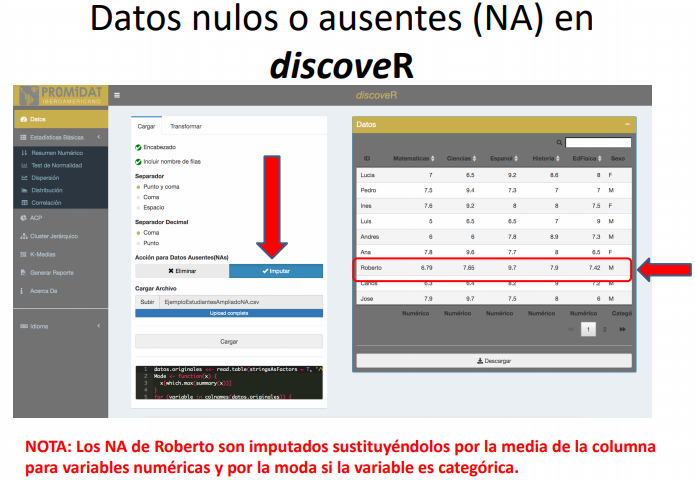 Datos nulos o ausentes (NA) en
discoveR
PROMiDAT
IBEROAMERICANO
discoveR
Datos
Estadísticas Básicas
Resumen Numérico
Test de Normalidad
Dispersión
Distribución
Correlación
ACP
Cluster Jerárquico
K-Medias
Generar Reporte
Acerca De
Idioma
Cargar Transformar
Encabezado
Incluir nombre de filas
Separador
Punto y coma
Coma
Espacio
Separador Decimal
Coma
Punto
Acción para Datos Ausentes(NAs)
Eliminar Imputar
Cargar Archivo
Subir EjemploEstudiantesAmpliadoNA.csv
Upload complete
Cargar
1 datos.originales <<- read.table(stringsAsFactors = T, "/
2 Mode <- function(x) {
3 x[which.max(summary(x))]
4 }
5 for (variable in colnames(datos.originales)) {
Datos
ID Matematicas Ciencias Espanol Historia EdFisica Sexo
Lucia 7 6.5 9.2 8.6 8 F
Pedro 7.5 9.4 7.3 7 7 M
Ines 7.6 9.2 8 8 7.5 F
Luis 5 6.5 6.5 7 9 M
Andres 6 6 7.8 8.9 7.3 M
Ana 7.8 9.6 7.7 8 6.5 F
Roberto 6.79 7.65 9.7 7.9 7.42 M
Carlos 6.3 6.4 8.2 9 7.2 M
Jose 7.9 9.7 7.5 8 6 M
Numérico Numérico Numérico Numérico Numérico Categó
1 2
Descargar
NOTA: Los NA de Roberto son imputados sustituyéndolos por la media de la columna
para variables numéricas y por la moda si la variable es categórica.